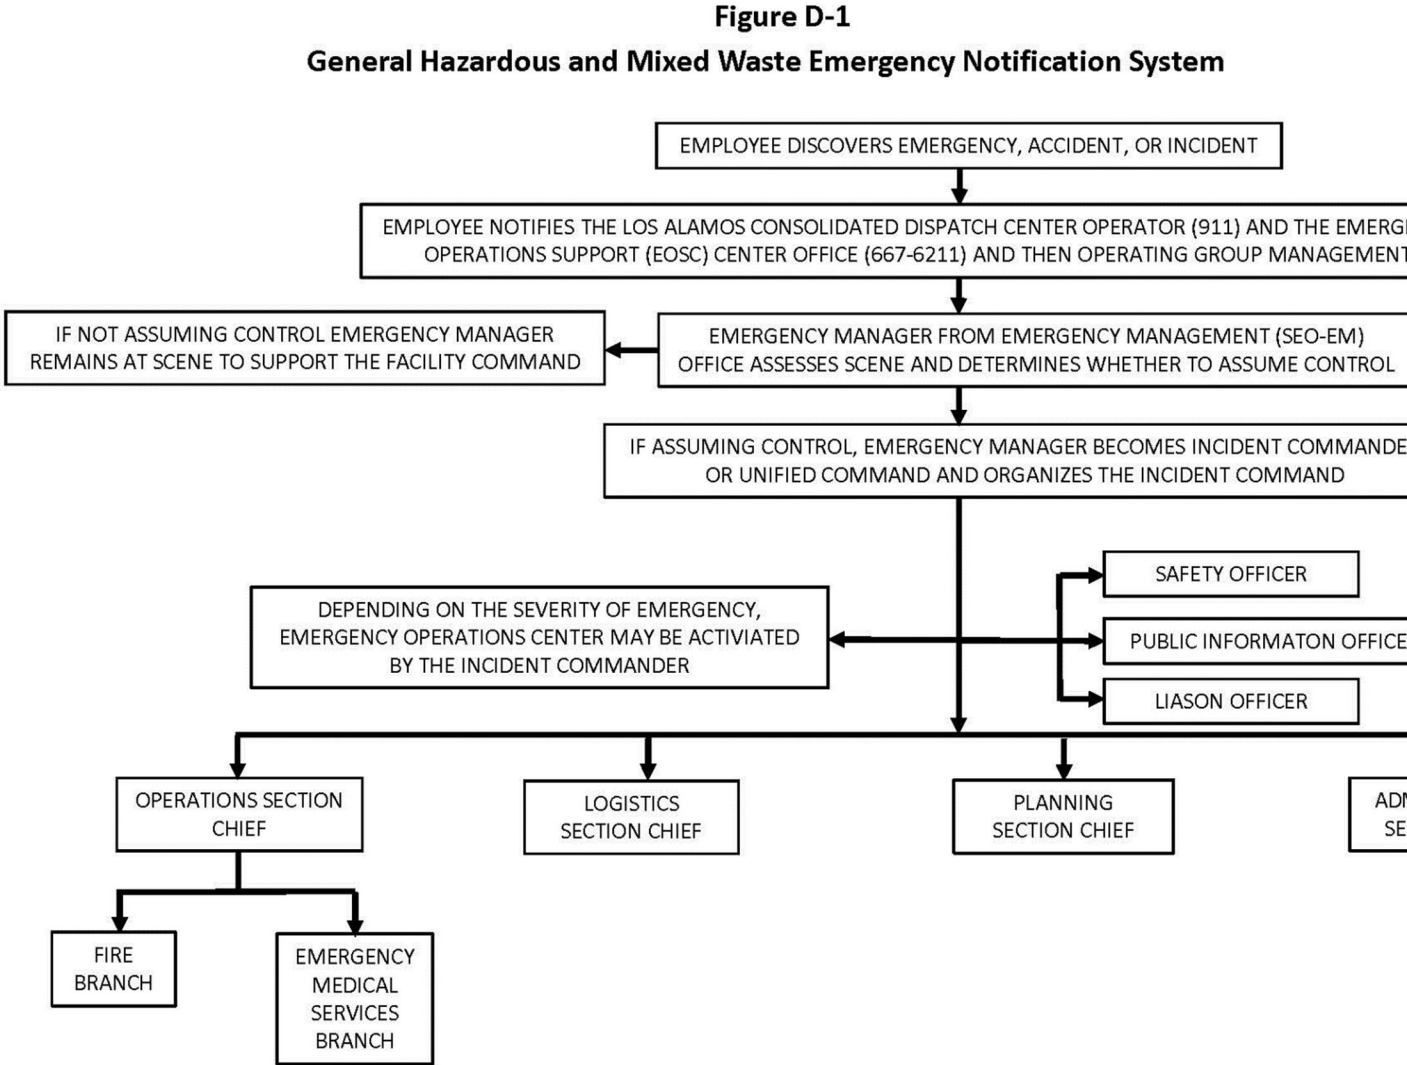 Figure D-1
General Hazardous and Mixed Waste Emergency Notification System
EMPLOYEE DISCOVERS EMERGENCY, ACCIDENT, OR INCIDENT
EMPLOYEE NOTIFIES THE LOS ALAMOS CONSOLIDATED DISPATCH CENTER OPERATOR (911) AND THE
OPERATIONS SUPPORT (EOSC) CENTER OFFICE (667-6211) AND THEN OPERATING GROUP MANAGEMENT
IF NOT ASSUMING CONTROL EMERGENCY MANAGER
REMAINS AT SCENE TO SUPPORT THE FACILITY COMMAND
EMERGENCY MANAGER FROM EMERGENCY MANAGEMENT (SEO-EM)
OFFICE ASSESSES SCENE AND DETERMINES WHETHER TO ASSUME CONTROL
IF ASSUMING CONTROL, EMERGENCY MANAGER BECOMES INCIDENT
OR UNIFIED COMMAND AND ORGANIZES THE INCIDENT COMMAND
SAFETY OFFICER
DEPENDING ON THE SEVERITY OF EMERGENCY,
EMERGENCY OPERATIONS CENTER MAY BE ACTIVIATED
BY THE INCIDENT COMMANDER
PUBLIC INFORMATON
LIASON OFFICER
OPERATIONS SECTION
CHIEF
LOGISTICS
SECTION CHIEF
PLANNING
SECTION CHIEF
FIRE
BRANCH
EMERGENCY
MEDICAL
SERVICES
BRANCH